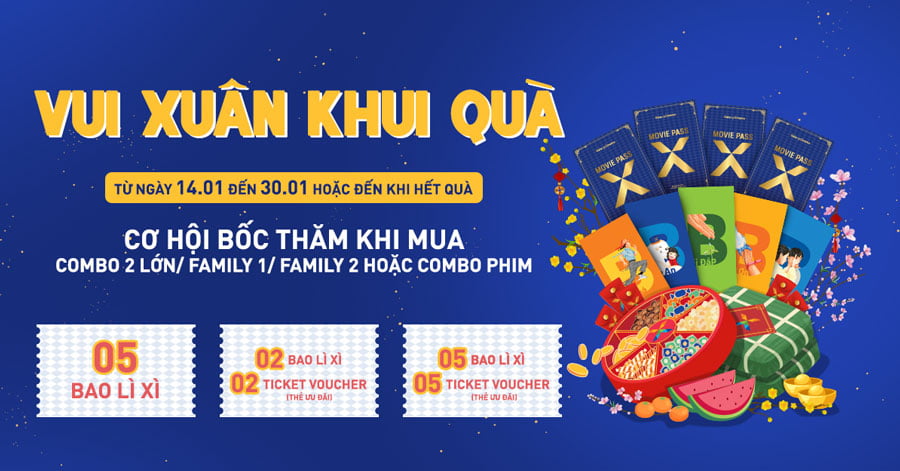 VUI XUÂN KHUI QUÀ
TỪ NGÀY 14.01 ĐẾN 30.01 HOẶC ĐẾN KHI HẾT QUÀ
CƠ HỘI BỐC THĂM KHI MUA
COMBO 2 LỚN/ FAMILY 1/ FAMILY 2 HOẶC COMBO PHIM
05
BAO LÌ XÌ
02 BAO LÌ XÌ
02 TICKET VOUCHER
(THẺ ƯU ĐÃI)
05 BAO LÌ XÌ
05 TICKET VOUCHER
(THẺ ƯU ĐÃI)
MOVIE PASS
MOVIE PASS
MOVIE PASS
MOVIE PASS